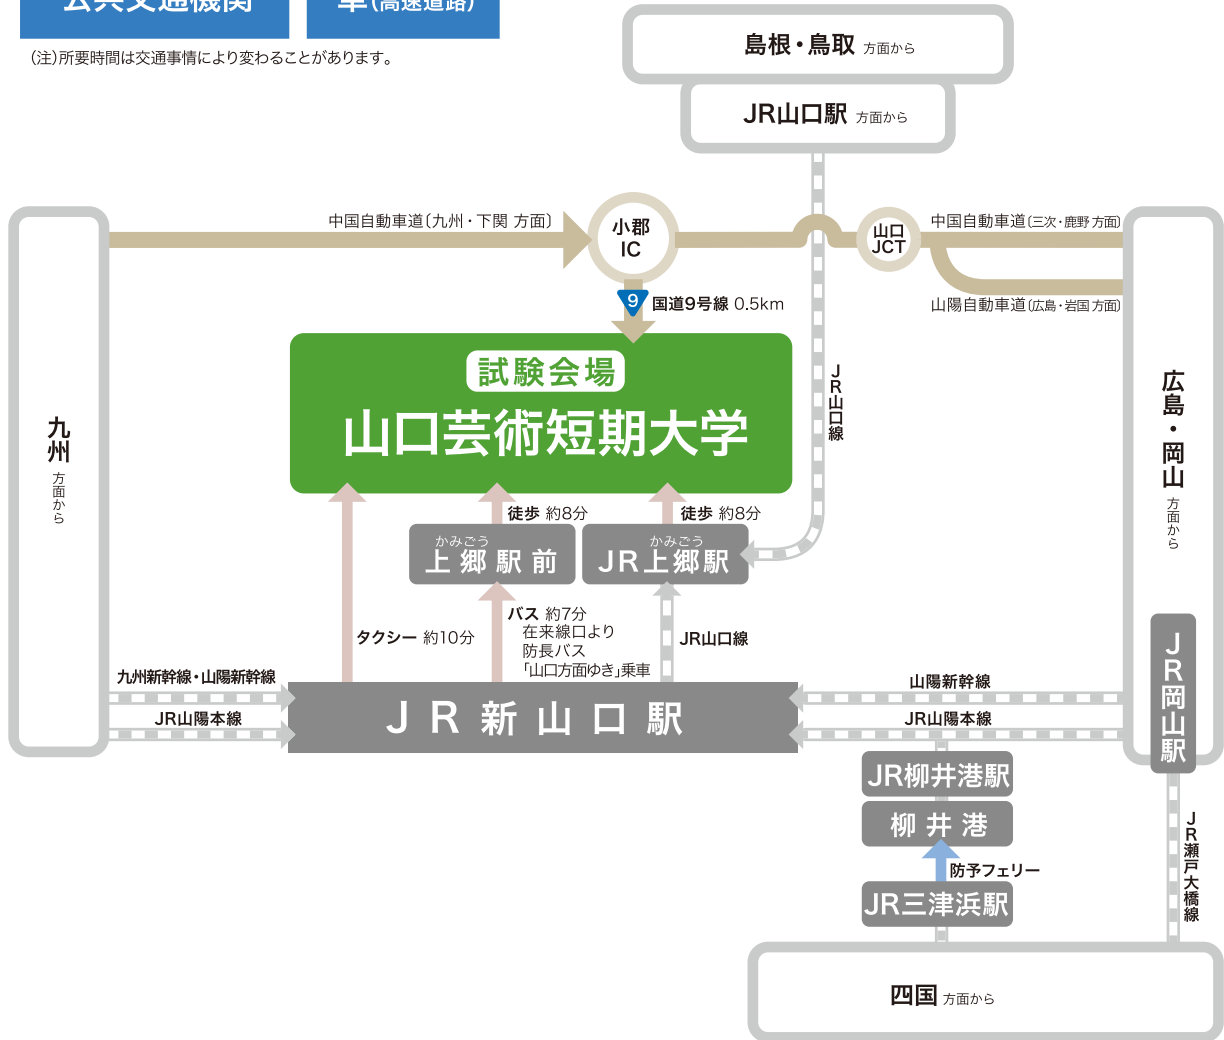 公共交通機関
車(高速道路)
(注)所要時間は交通事情により変わることがあります。
島根・鳥取 方面から
JR山口駅 方面から
中国自動車道〔九州・下関 方面〕
小郡
IC
山口
JCT
中国自動車道〔三次・鹿野 方面〕
山陽自動車道〔広島・岩国 方面〕
9
国道9号線 0.5km
試験会場
山口芸術短期大学
JR山口線
九州 方面から
広島・岡山 方面から
徒歩 約8分
徒歩 約8分
かみごう
上郷駅前
かみごう
JR上郷駅
タクシー 約10分
バス 約7分
在来線口より
防長バス
「山口方面ゆき」乗車
JR山口線
九州新幹線・山陽新幹線
JR山陽本線
JR新山口駅
山陽新幹線
JR山陽本線
JR岡山駅
JR柳井港駅
柳井港
防予フェリー
JR三津浜駅
JR瀬戸大橋線
四国 方面から